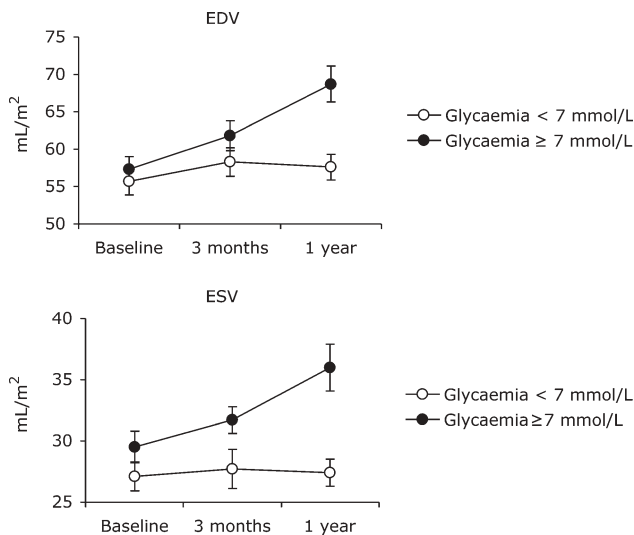 EDV
75
70
65
60
55
50
mL/m²
Baseline 3 months 1 year
Glycaemia < 7 mmol/L
Glycaemia ≥ 7 mmol/L
ESV
40
35
30
25
mL/m²
Baseline 3 months 1 year
Glycaemia < 7 mmol/L
Glycaemia ≥7 mmol/L